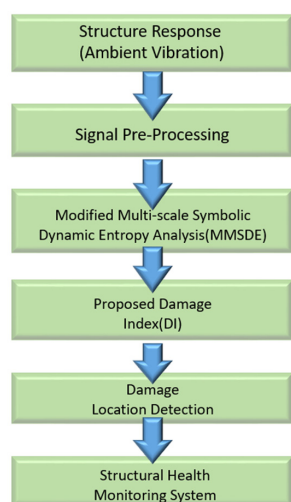 Structure Response
(Ambient Vibration)
Signal Pre-Processing
Modified Multi-scale Symbolic
Dynamic Entropy Analysis(MMSDE)
Proposed Damage
Index(DI)
Damage
Location Detection
Structural Health
Monitoring System